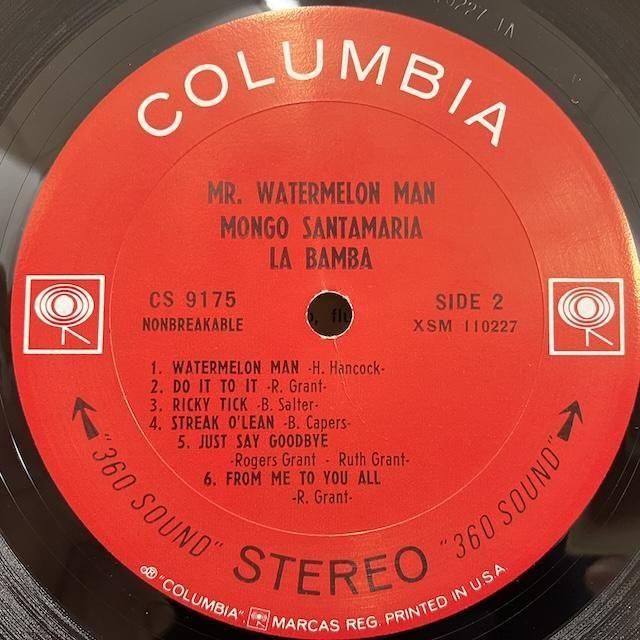 COLUMBIA
MR. WATERMELON MAN
MONGO SANTAMARIA
LA BAMBA
CS 9175
NONBREAKABLE
SIDE 2
XSM 110227
1. WATERMELON MAN -H. Hancock-
2. DO IT TO IT -R. Grant-
3. RICKY TICK -B. Salter-
4. STREAK O'LEAN -B. Capers-
5. JUST SAY GOODBYE
-Rogers Grant - Ruth Grant-
6. FROM ME TO YOU ALL
-R. Grant-
"360 SOUND" STEREO "360 SOUND"
® "COLUMBIA", MARCAS REG. PRINTED IN U.S.A.